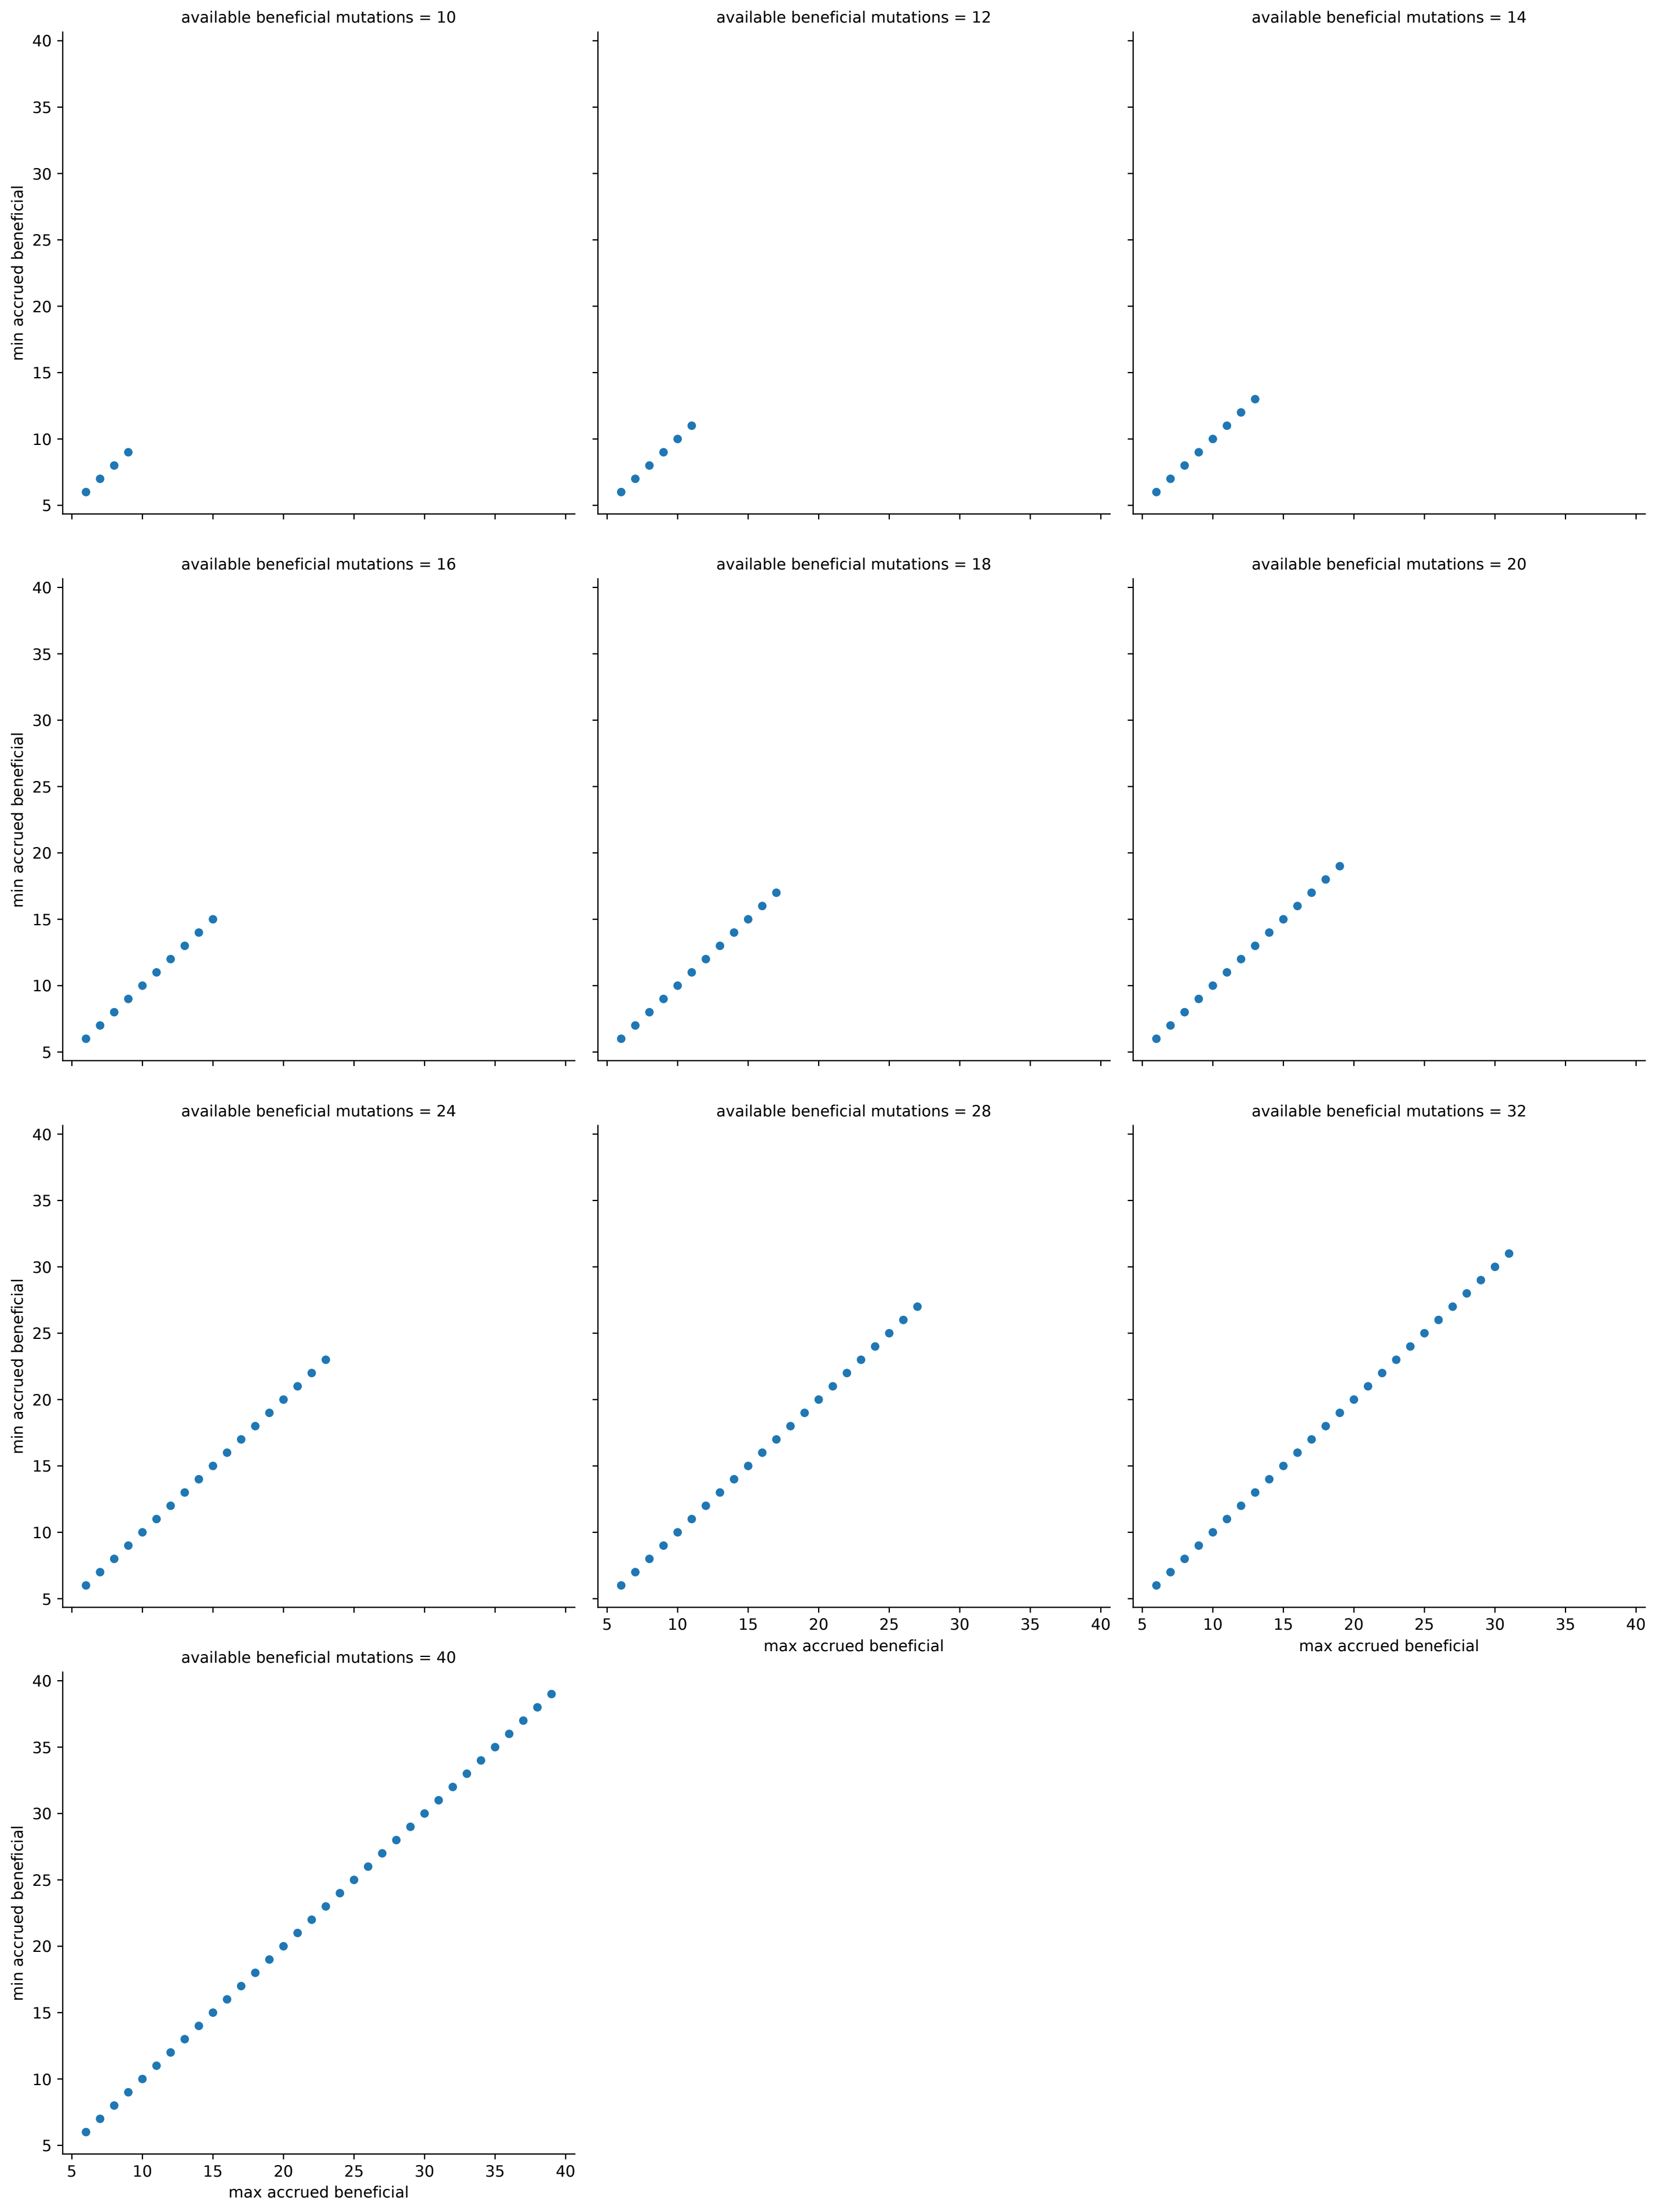 available beneficial mutations = 10
available beneficial mutations = 12
available beneficial mutations = 14
40
35
30
25
20
15
10
5
min accrued beneficial
available beneficial mutations = 16
available beneficial mutations = 18
available beneficial mutations = 20
40
35
30
25
20
15
10
5
min accrued beneficial
available beneficial mutations = 24
available beneficial mutations = 28
available beneficial mutations = 32
40
35
30
25
20
15
10
5
min accrued beneficial
5 10 15 20 25 30 35 40
max accrued beneficial
5 10 15 20 25 30 35 40
max accrued beneficial
available beneficial mutations = 40
40
35
30
25
20
15
10
5
min accrued beneficial
5 10 15 20 25 30 35 40
max accrued beneficial